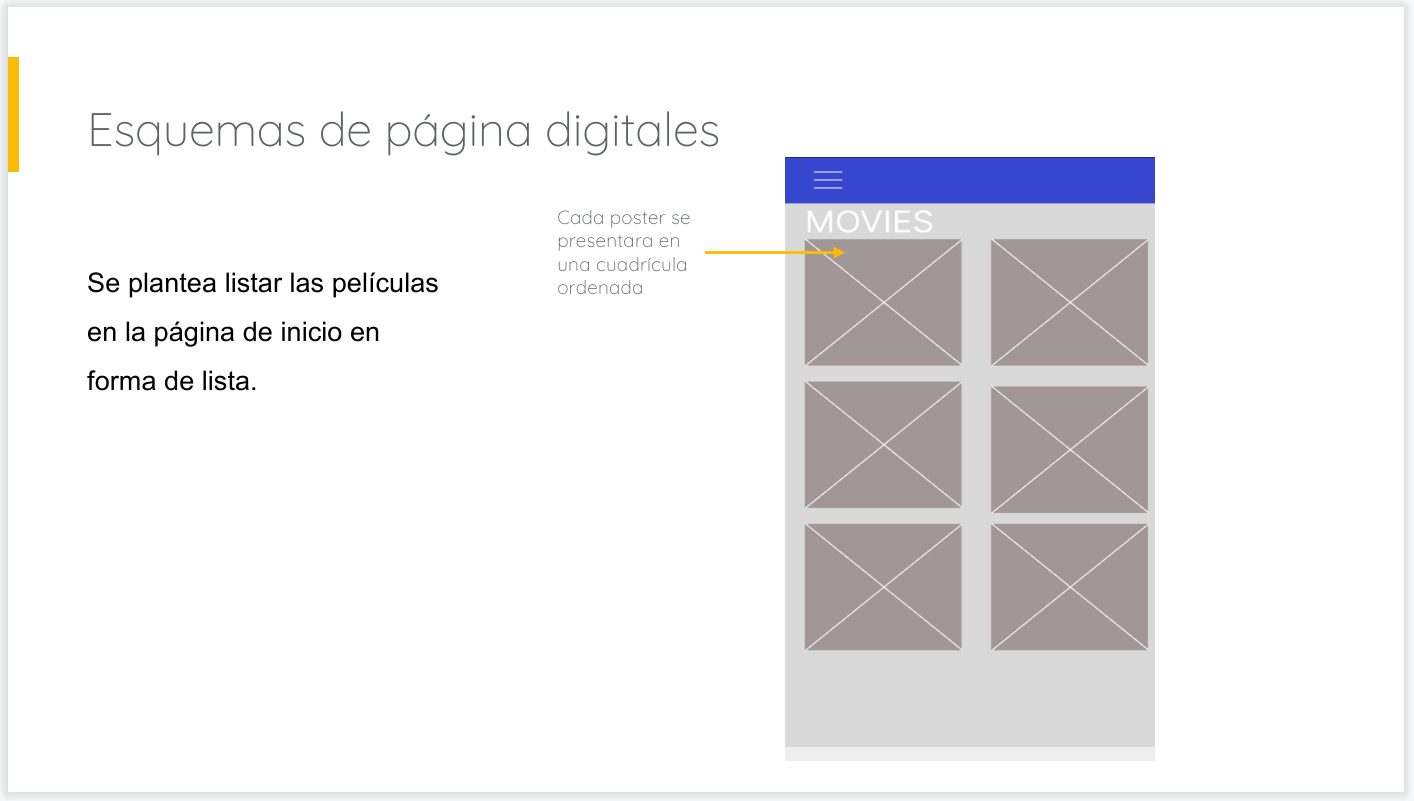 Esquemas de página digitales
Se plantea listar las películas
en la página de inicio en
forma de lista.
Cada poster se
presentara en
una cuadrícula
ordenada
MOVIES